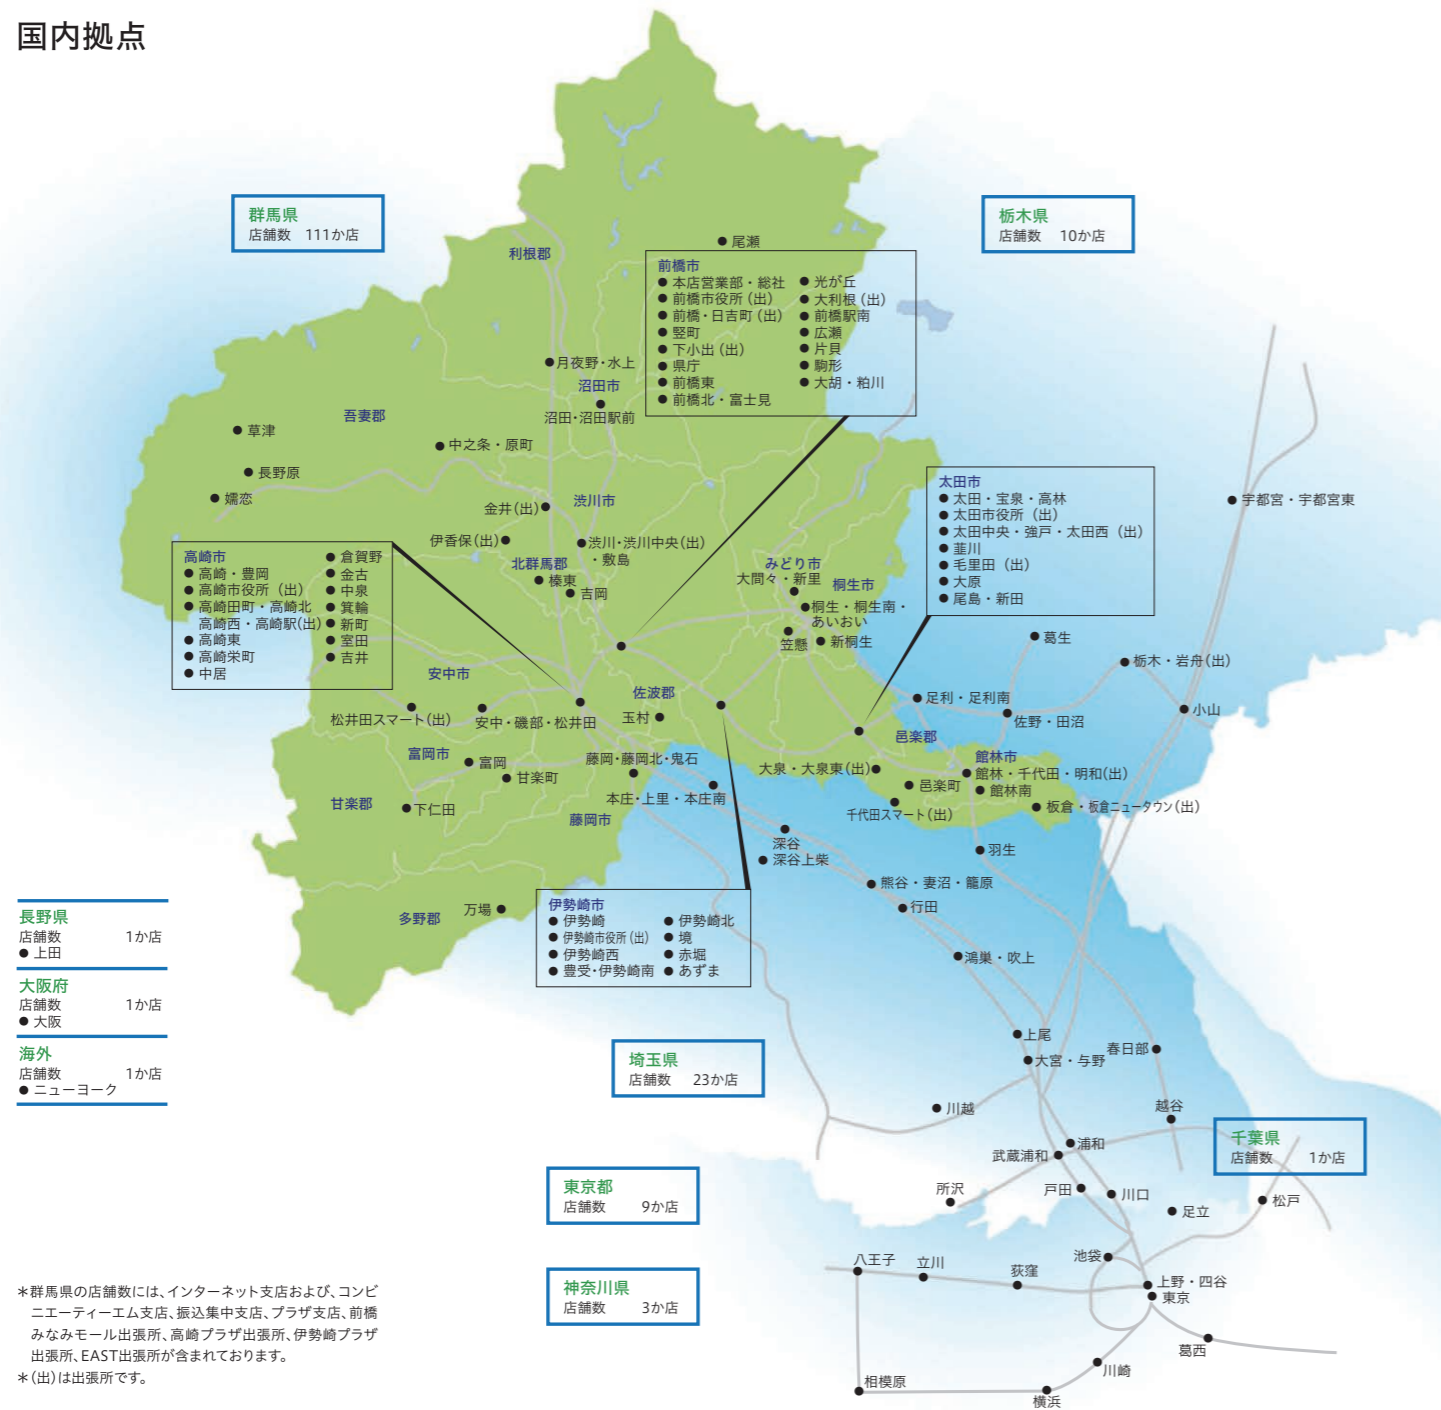 国内拠点
群馬県
店舗数 111か店
栃木県
店舗数 10か店
利根郡
尾瀬
前橋市
本店営業部・総社
前橋市役所(出)
前橋・日吉町(出)
竪町
下小出(出)
県庁
前橋東
前橋北・富士見
光が丘
大利根(出)
前橋駅南
広瀬
片貝
駒形
大胡・粕川
月夜野・水上
沼田市
沼田・沼田駅前
吾妻郡
草津
中之条・原町
長野原
嬬恋
金井(出)
渋川市
伊香保(出)
渋川・渋川中央(出)
・敷島
北群馬郡
榛東
吉岡
高崎市
高崎・豊岡
高崎市役所(出)
高崎田町・高崎北
高崎西・高崎駅(出)
高崎東
高崎栄町
中居
倉賀野
金古
中泉
箕輪
新町
室田
吉井
太田市
太田・宝泉・高林
太田市役所(出)
太田中央・強戸・太田西(出)
韮川
毛里田(出)
大原
尾島・新田
宇都宮・宇都宮東
みどり市
大間々・新里
桐生市
桐生・桐生南・
あいおい
笠懸
新桐生
葛生
栃木・岩舟(出)
足利・足利南
佐野・田沼
小山
安中市
松井田スマート(出)
安中・磯部・松井田
佐波郡
玉村
邑楽郡
館林市
館林・千代田・明和(出)
館林南
大泉・大泉東(出)
邑楽町
千代田スマート(出)
板倉・板倉ニュータウン(出)
富岡市
富岡
甘楽町
甘楽郡
下仁田
藤岡・藤岡北・鬼石
本庄・上里・本庄南
藤岡市
深谷
深谷上柴
羽生
熊谷・妻沼・籠原
行田
多野郡
万場
伊勢崎市
伊勢崎
伊勢崎市役所(出)
伊勢崎西
豊受・伊勢崎南
伊勢崎北
境
赤堀
あずま
長野県
店舗数 1か店
上田
大阪府
店舗数 1か店
大阪
海外
店舗数 1か店
ニューヨーク
鴻巣・吹上
上尾
大宮・与野
春日部
埼玉県
店舗数 23か店
川越
越谷
浦和
武蔵浦和
千葉県
店舗数 1か店
東京都
店舗数 9か店
所沢
戸田
川口
足立
松戸
池袋
八王子
立川
荻窪
上野・四谷
東京
神奈川県
店舗数 3か店
葛西
川崎
相模原
横浜
＊群馬県の店舗数には、インターネット支店および、コンビ
ニエーティーエム支店、振込集中支店、プラザ支店、前橋
みなみモール出張所、高崎プラザ出張所、伊勢崎プラザ
出張所、EAST出張所が含まれております。
＊(出)は出張所です。